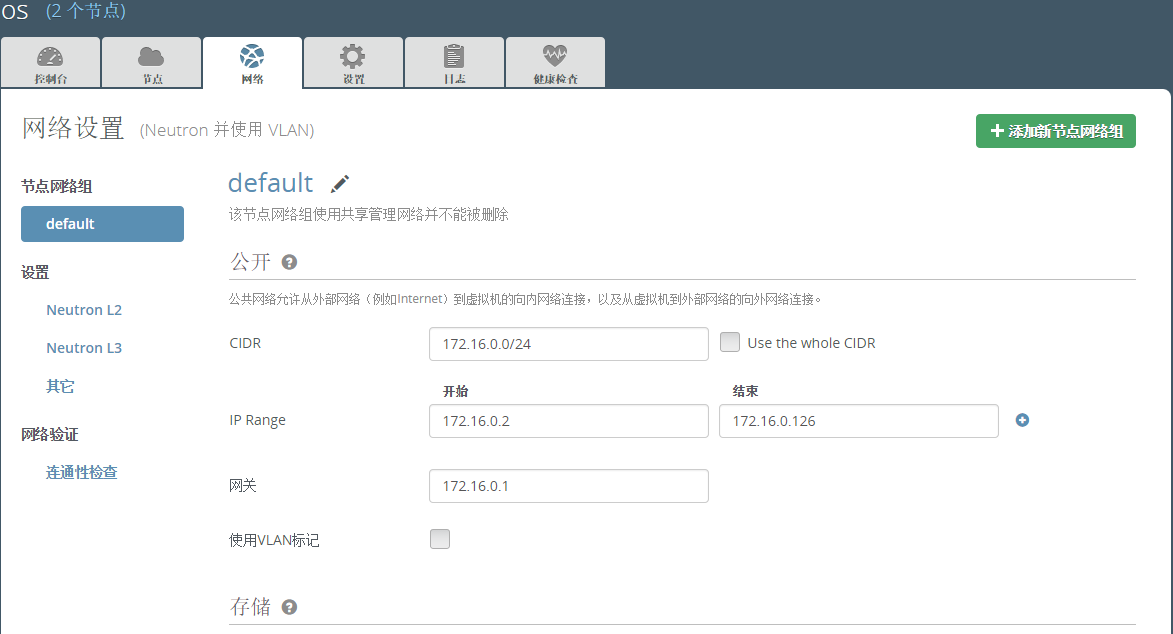 OS (2 个节点)
控制台 节点 网络 设置 日志 健康检查
网络设置 (Neutron 并使用 VLAN)
添加新节点网络组
节点网络组
default
设置
Neutron L2
Neutron L3
其它
网络验证
连通性检查
default
该节点网络组使用共享管理网络并不能被删除
公开
公共网络允许从外部网络（例如Internet）到虚拟机的向内网络连接，以及从虚拟机到外部网络的向外网络连接。
CIDR 172.16.0.0/24 Use the whole CIDR
开始 结束
IP Range 172.16.0.2 172.16.0.126
网关 172.16.0.1
使用VLAN标记
存储